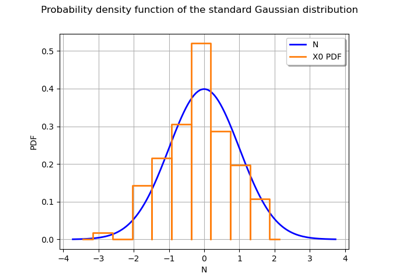 Probability density function of the standard Gaussian distribution
N
X0 PDF
0.5
0.4
0.3
0.2
0.1
0.0
PDF
−4 −3 −2 −1 0 1 2 3 4
N